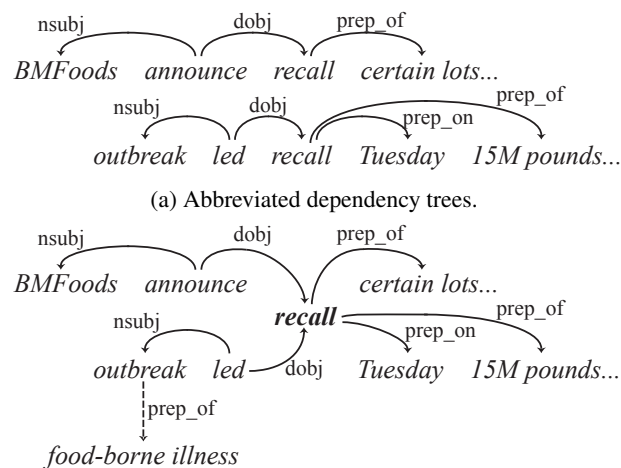 nsubj dobj prep_of
BMFoods announce recall certain lots...
nsubj dobj prep_of
prep_on
outbreak led recall Tuesday 15M pounds...
(a) Abbreviated dependency trees.
nsubj dobj prep_of
BMFoods announce certain lots...
recall
nsubj prep_of
prep_on
outbreak led dobj Tuesday 15M pounds...
prep_of
food-borne illness